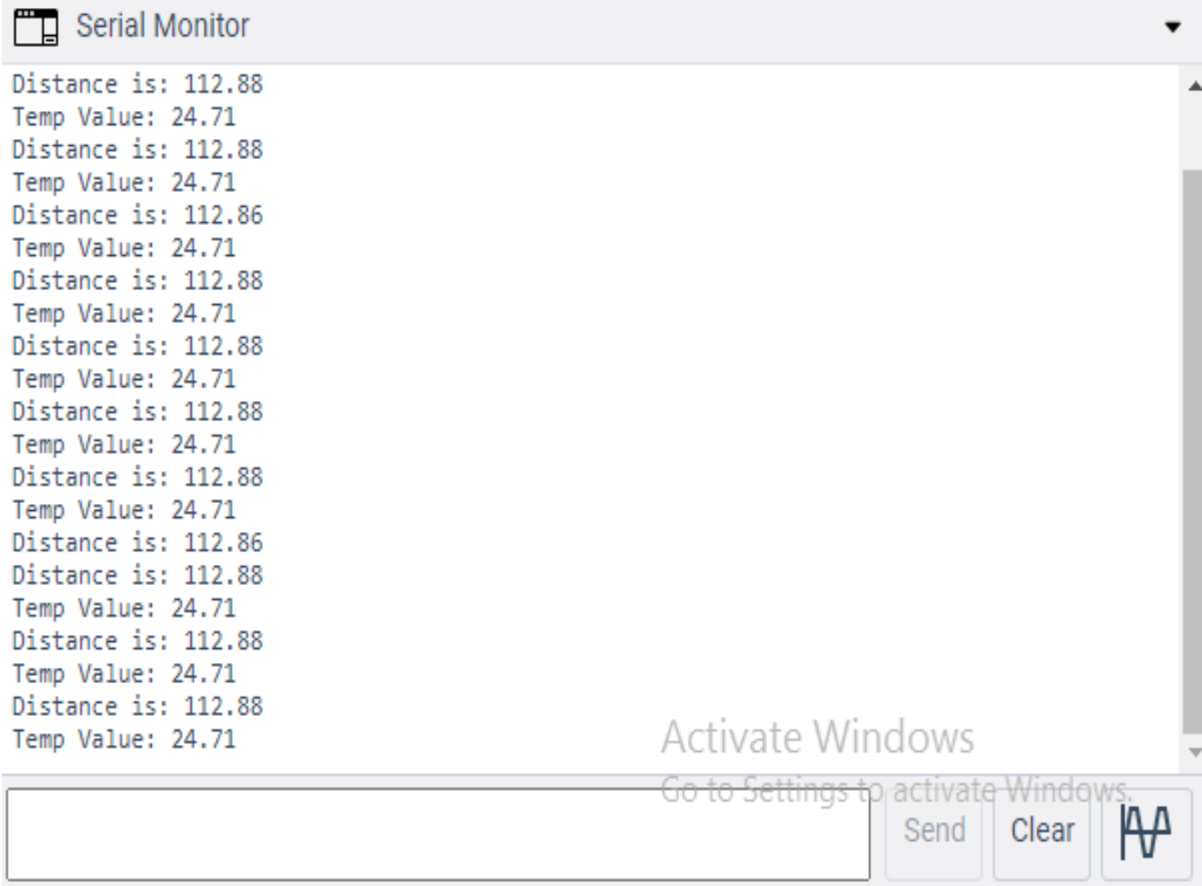 Serial Monitor
Distance is: 112.88
Temp Value: 24.71
Distance is: 112.88
Temp Value: 24.71
Distance is: 112.86
Temp Value: 24.71
Distance is: 112.88
Temp Value: 24.71
Distance is: 112.88
Temp Value: 24.71
Distance is: 112.88
Temp Value: 24.71
Distance is: 112.88
Temp Value: 24.71
Distance is: 112.86
Distance is: 112.88
Temp Value: 24.71
Distance is: 112.88
Temp Value: 24.71
Distance is: 112.88
Temp Value: 24.71
Activate Windows
Go to Settings to activate Windows.
Send
Clear